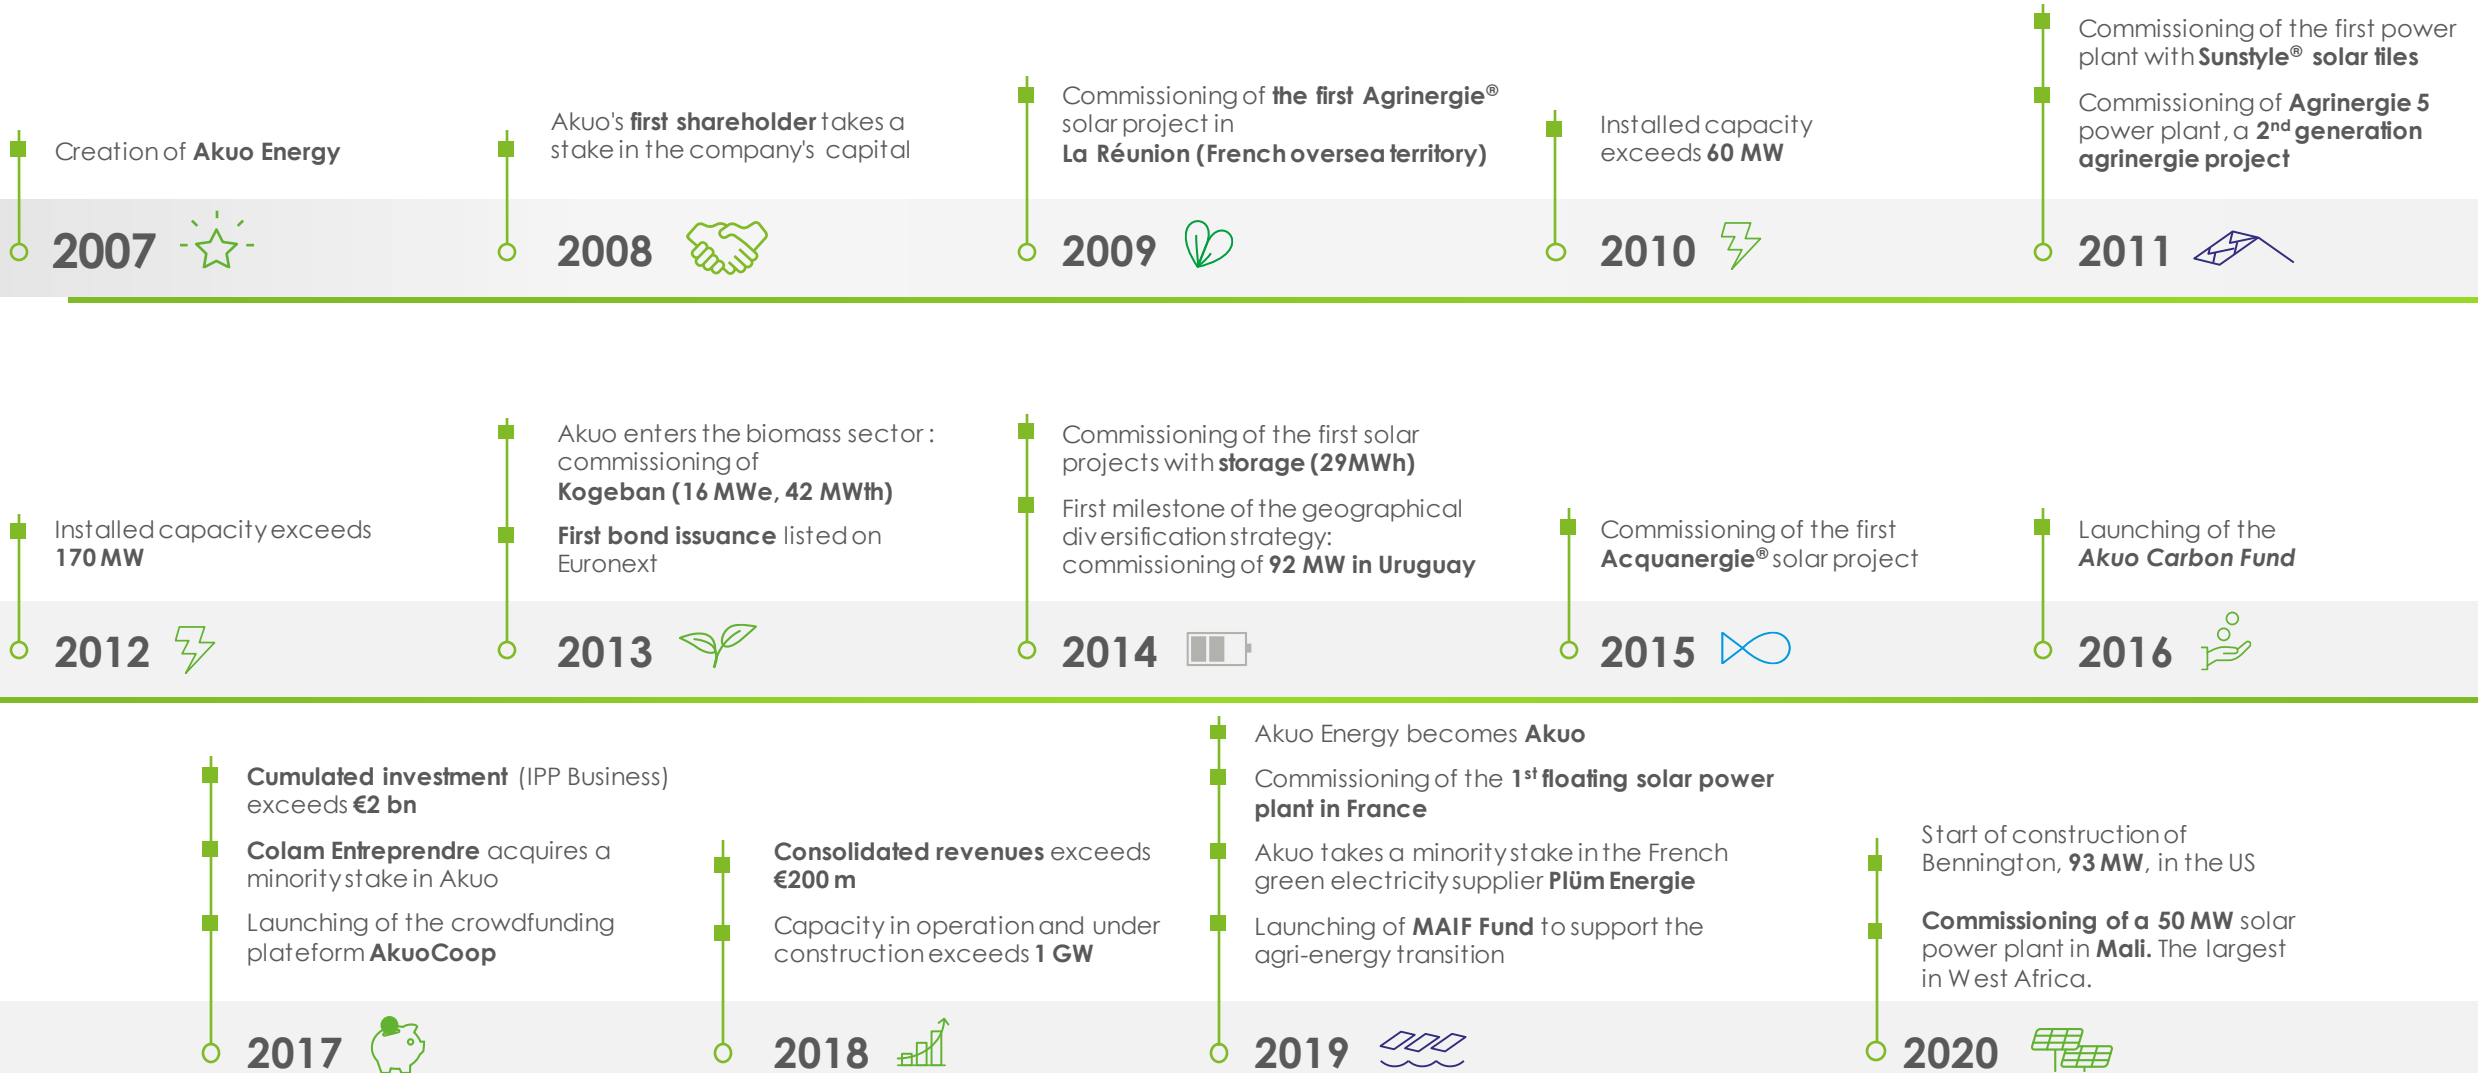 Creation of Akuo Energy
2007
Akuo's first shareholder takes a
stake in the company's capital
2008
Commissioning of the first Agrinergie®
solar project in
La Réunion (French oversea territory)
2009
Installed capacity
exceeds 60 MW
2010
Commissioning of the first power
plant with Sunstyle® solar tiles
Commissioning of Agrinergie 5
power plant, a 2nd generation
agrinergie project
2011
Installed capacity exceeds
170 MW
2012
Akuo enters the biomass sector :
commissioning of
Kogeban (16 MWe, 42 MWth)
First bond issuance listed on
Euronext
2013
Commissioning of the first solar
projects with storage (29MWh)
First milestone of the geographical
diversification strategy:
commissioning of 92 MW in Uruguay
2014
Commissioning of the first
Acquanergie® solar project
2015
Launching of the
Akuo Carbon Fund
2016
Cumulated investment (IPP Business)
exceeds €2 bn
Colam Entreprendre acquires a
minority stake in Akuo
Launching of the crowdfunding
plateform AkuoCoop
2017
Consolidated revenues exceeds
€200 m
Capacity in operation and under
construction exceeds 1 GW
2018
Akuo Energy becomes Akuo
Commissioning of the 1st floating solar power
plant in France
Akuo takes a minority stake in the French
green electricity supplier Plüm Energie
Launching of MAIF Fund to support the
agri-energy transition
2019
Start of construction of
Bennington, 93 MW, in the US
Commissioning of a 50 MW solar
power plant in Mali. The largest
in West Africa.
2020